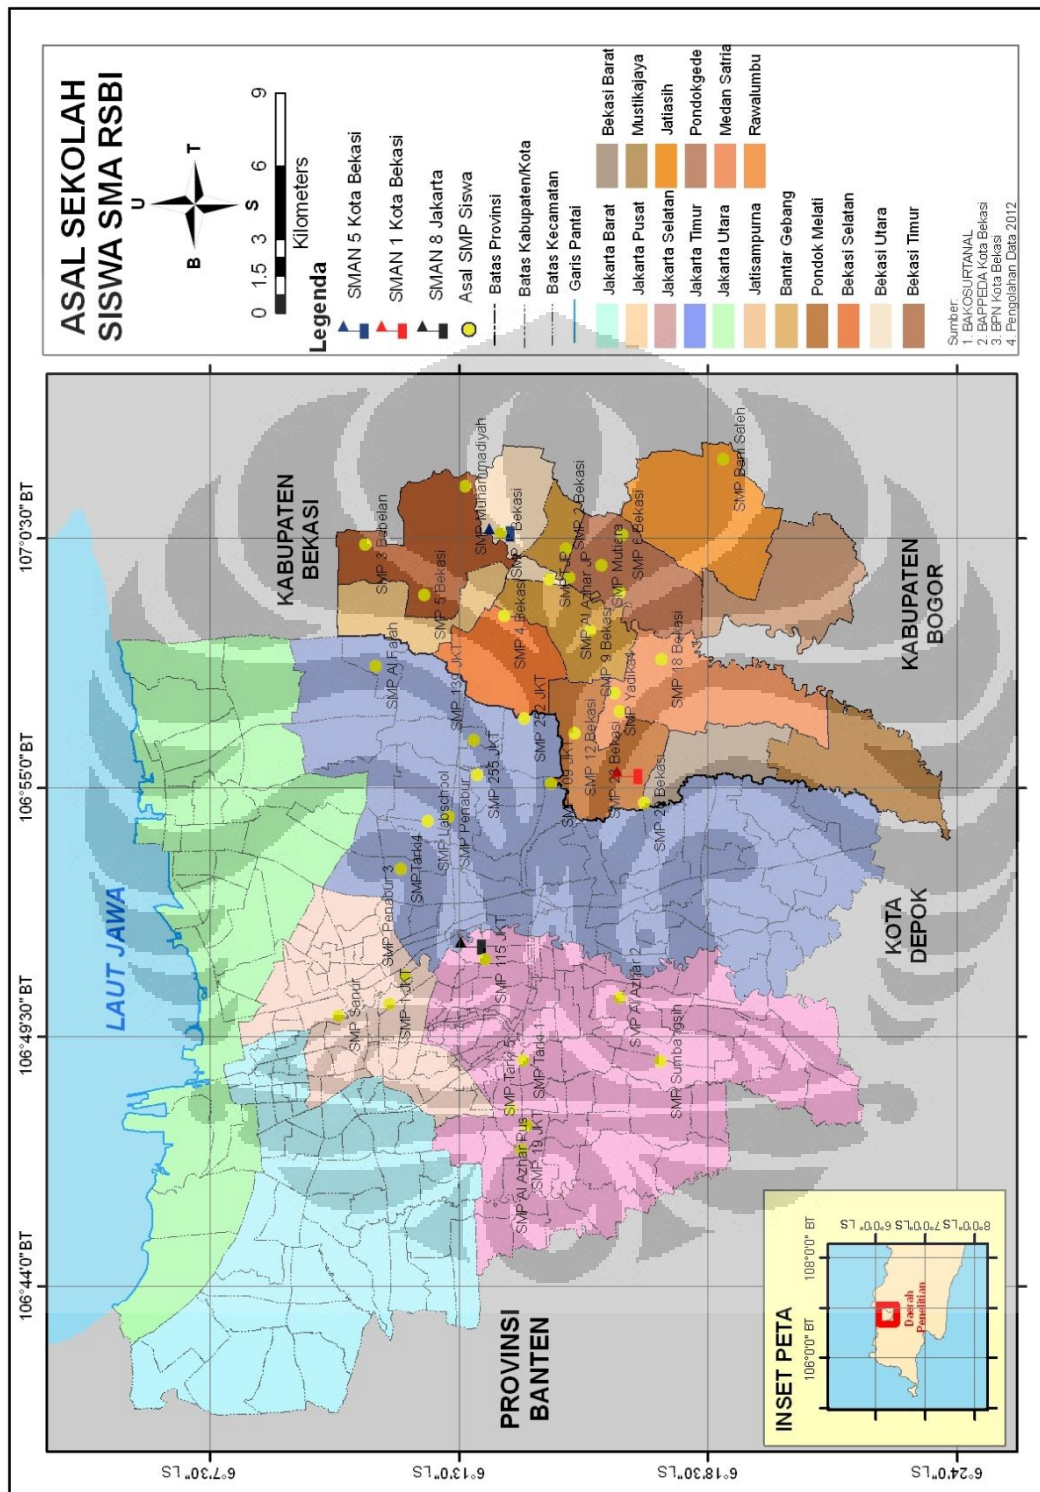 ASAL SEKOLAH
SISWA SMA RSBI
U
B
T
S
0 1.5 3 6 9
Kilometers
Legenda
SMAN 5 Kota Bekasi
SMAN 1 Kota Bekasi
SMAN 8 Jakarta
Asal SMP Siswa
Batas Provinsi
Batas Kabupaten/Kota
Batas Kecamatan
Garis Pantai
Jakarta Barat
Jakarta Pusat
Jakarta Selatan
Jakarta Timur
Jakarta Utara
Jatisampurna
Bantar Gebang
Pondok Melati
Bekasi Selatan
Bekasi Utara
Bekasi Timur
Bekasi Barat
Mustikajaya
Jatiasih
Pondokgede
Medan Satria
Rawalumbu
Sumber:
1. BAKOSURTANAL
2. BAPPEDA Kota Bekasi
3. BPN Kota Bekasi
4. Pengolahan Data 2012
106°44'0" BT
106°49'30" BT
106°55'0" BT
107°0'30" BT
6°7'30" LS
6°13'0" LS
6°18'30" LS
6°24'0" LS
LAUT JAWA
KABUPATEN
BEKASI
KABUPATEN
BOGOR
KOTA
DEPOK
PROVINSI
BANTEN
SMP 3 Babelan
SMP 5 Bekasi
SMP Al Falah
SMP Muhammadiyah
SMP 2 Bekasi
SMP 4 Bekasi
SMP Al Azhar JP
SMP Mutiara
SMP 6 Bekasi
SMP Bani Saleh
SMP 9 Bekasi
SMP Yadika4
SMP 18 Bekasi
SMP 139 JKT
SMP 252 JKT
SMP 255 JKT
SMP 12 Bekasi
SMP Labschool
SMP Penabur
SMPTarki4
SMP Penabur 3
SMP 115 JKT
SMP Sanur
SMP 1 JKT
SMP Al Azhar 2
SMP Sumbangsih
SMP Tarki 5
SMP Tarki 1
SMP Al Azhar Pus
SMP 19 JKT
INSET PETA
106°0'0" BT
108°0'0" BT
6°0'0" LS
7°0'0" LS
8°0'0" LS
Daerah
Penelitian